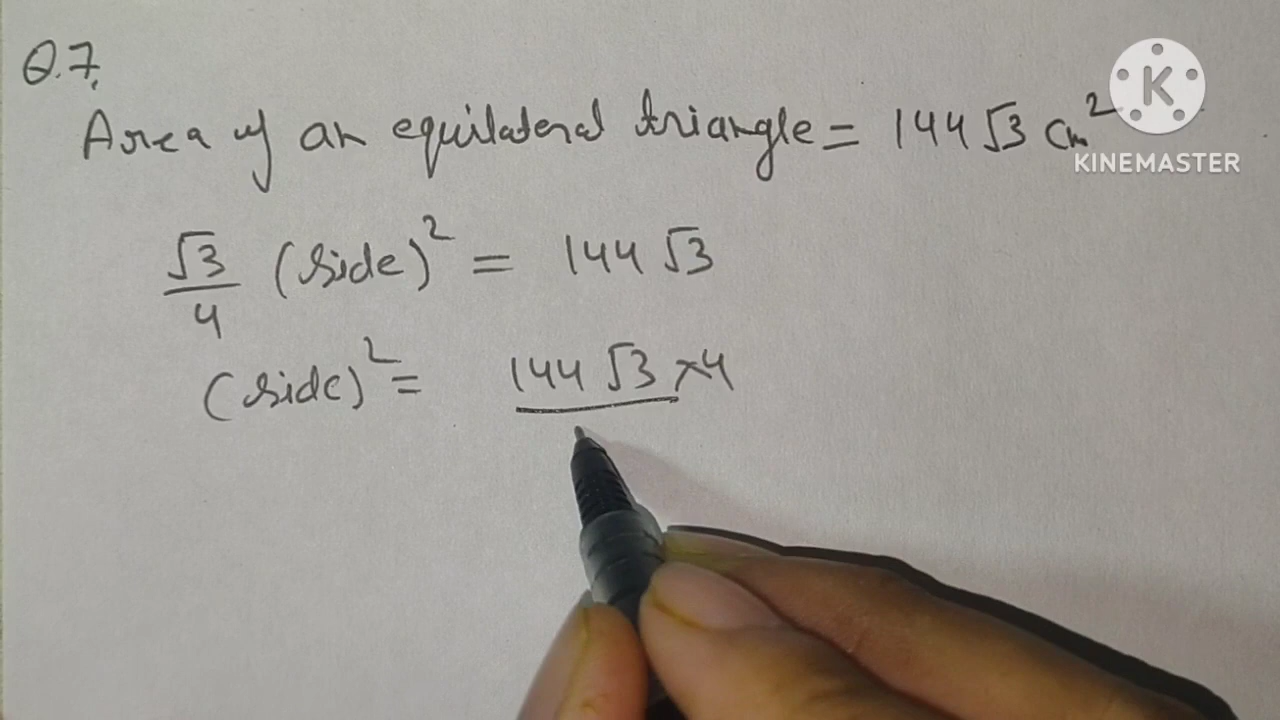 Q.7.
Area of an equilateral triangle = 144 √3 cm²
√3/4 (side)² = 144 √3
(side)² = 144 √3 × 4
K
KINEMASTER